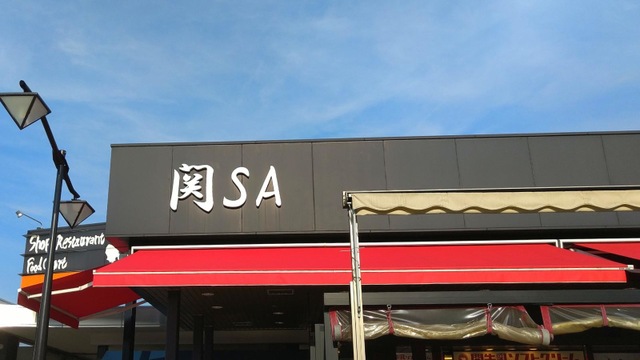 関SA
Shop Restaurant
Food Court